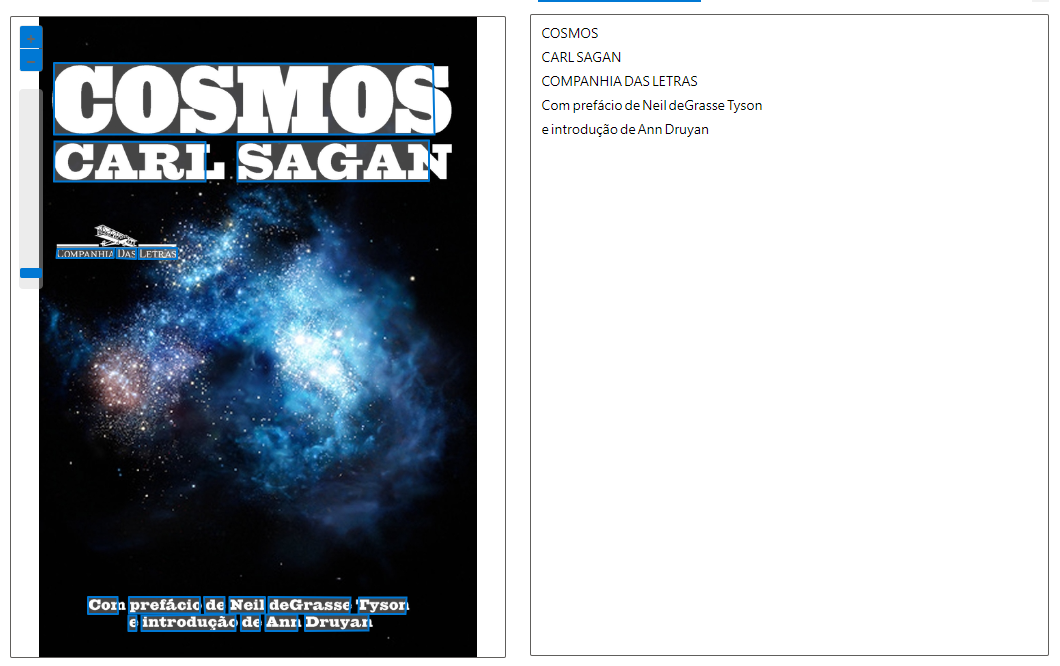 COSMOS
CARL SAGAN
COMPANHIA DAS LETRAS
Com prefácio de Neil deGrasse Tyson
e introdução de Ann Druyan
COSMOS
CARL SAGAN
COMPANHIA DAS LETRAS
Com prefácio de Neil deGrasse Tyson
e introdução de Ann Druyan